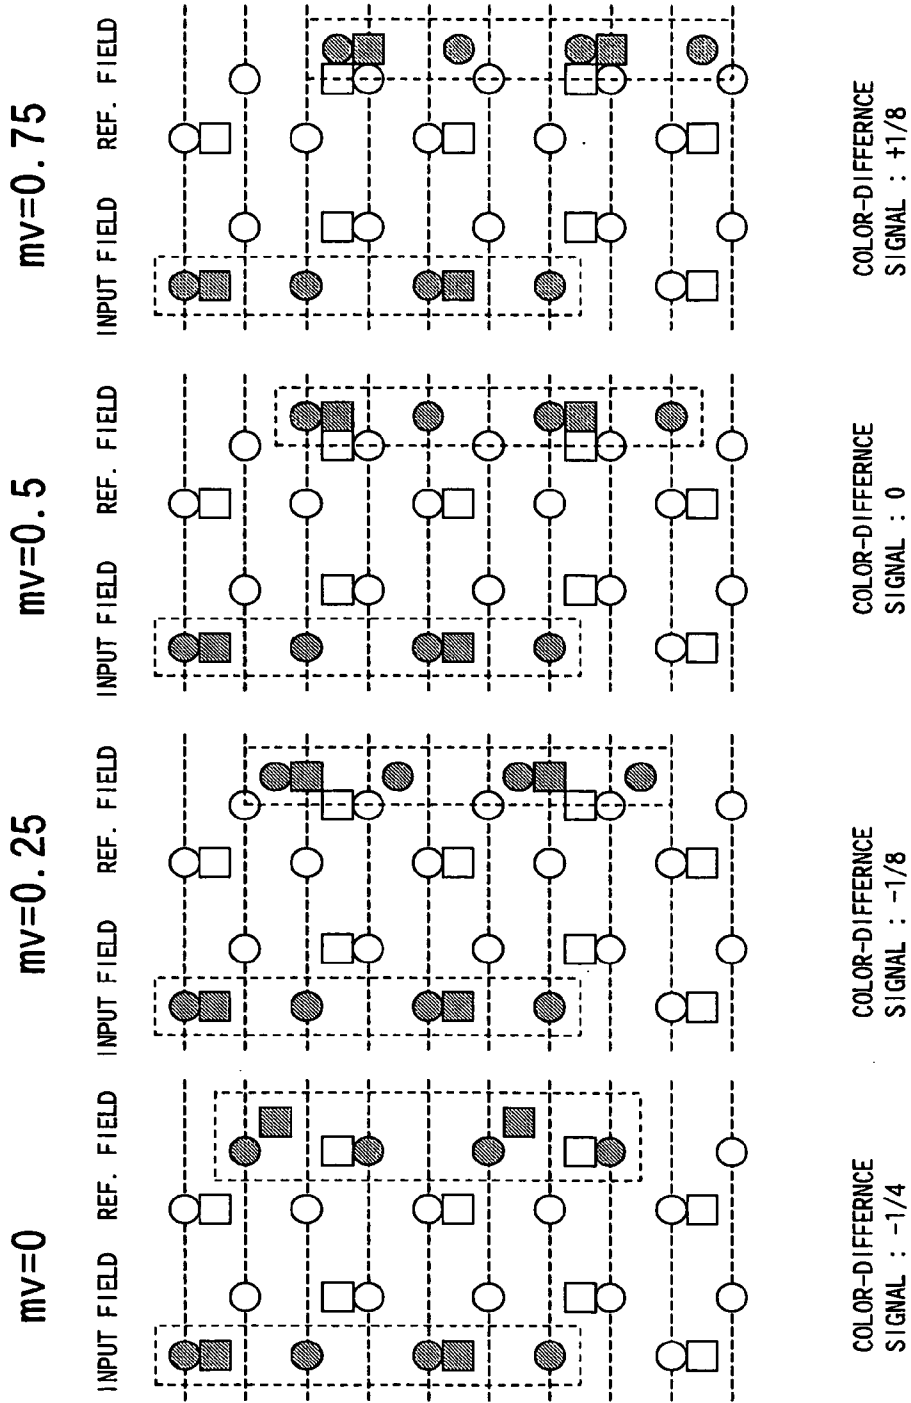 mv=0
INPUT FIELD
REF. FIELD
COLOR-DIFFERNCE
SIGNAL : -1/4
mv=0.25
INPUT FIELD
REF. FIELD
COLOR-DIFFERNCE
SIGNAL : -1/8
mv=0.5
INPUT FIELD
REF. FIELD
COLOR-DIFFERNCE
SIGNAL : 0
mv=0.75
INPUT FIELD
REF. FIELD
COLOR-DIFFERNCE
SIGNAL : +1/8